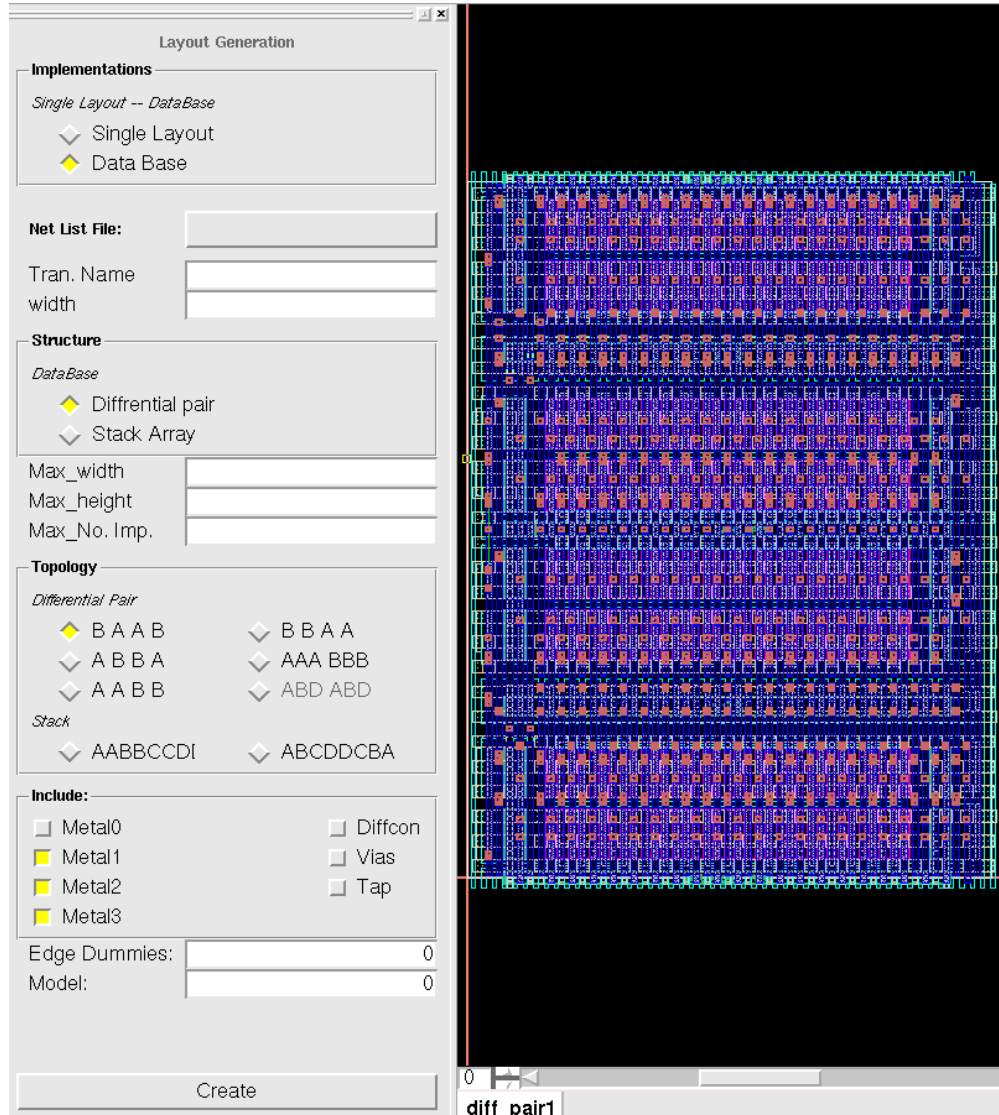 Layout Generation
Implementations
Single Layout -- DataBase
Single Layout
Data Base
Net List File:
Tran. Name
width
Structure
DataBase
Diffrential pair
Stack Array
Max_width
Max_height
Max_No. Imp.
Topology
Differential Pair
B A A B B B A A
A B B A AAA BBB
A A B B ABD ABD
Stack
AABBCCD ABCDDCBA
Include:
Metal0 Diffcon
Metal1 Vias
Metal2 Tap
Metal3
Edge Dummies: 0
Model: 0
Create
0
diff_pair1